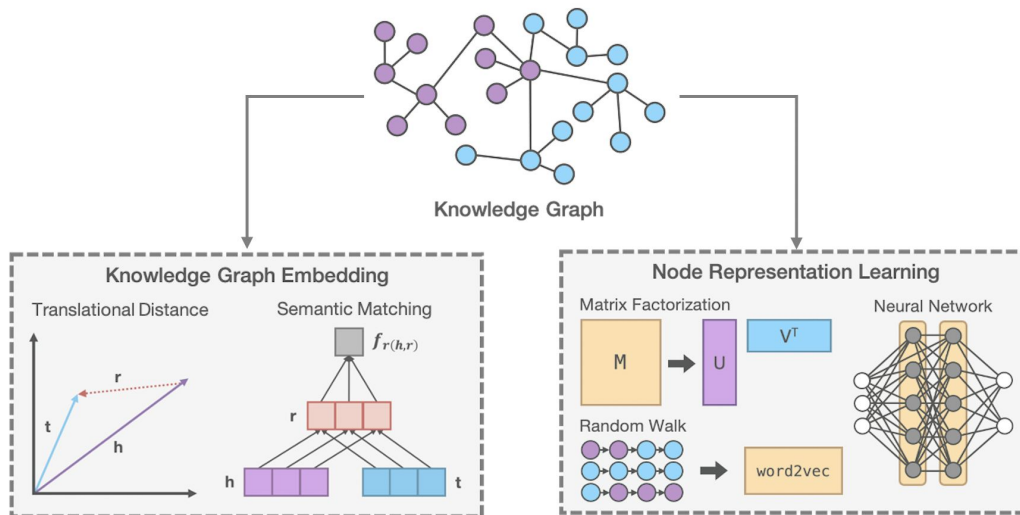 Knowledge Graph
Knowledge Graph Embedding
Translational Distance
Semantic Matching
r
t
h
f r(h,r)
r
h
t
Node Representation Learning
Matrix Factorization
Neural Network
M
U
Vᵀ
Random Walk
word2vec